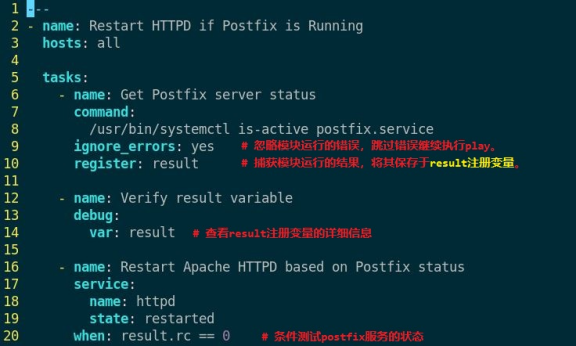 1 ---
2 - name: Restart HTTPD if Postfix is Running
3   hosts: all
4
5   tasks:
6     - name: Get Postfix server status
7       command:
8         /usr/bin/systemctl is-active postfix.service
9       ignore_errors: yes   # 忽略模块运行的错误，跳过错误继续执行play。
10       register: result     # 捕获模块运行的结果，将其保存于result注册变量。
11
12     - name: Verify result variable
13       debug:
14         var: result  # 查看result注册变量的详细信息
15
16     - name: Restart Apache HTTPD based on Postfix status
17       service:
18         name: httpd
19         state: restarted
20       when: result.rc == 0    # 条件测试postfix服务的状态